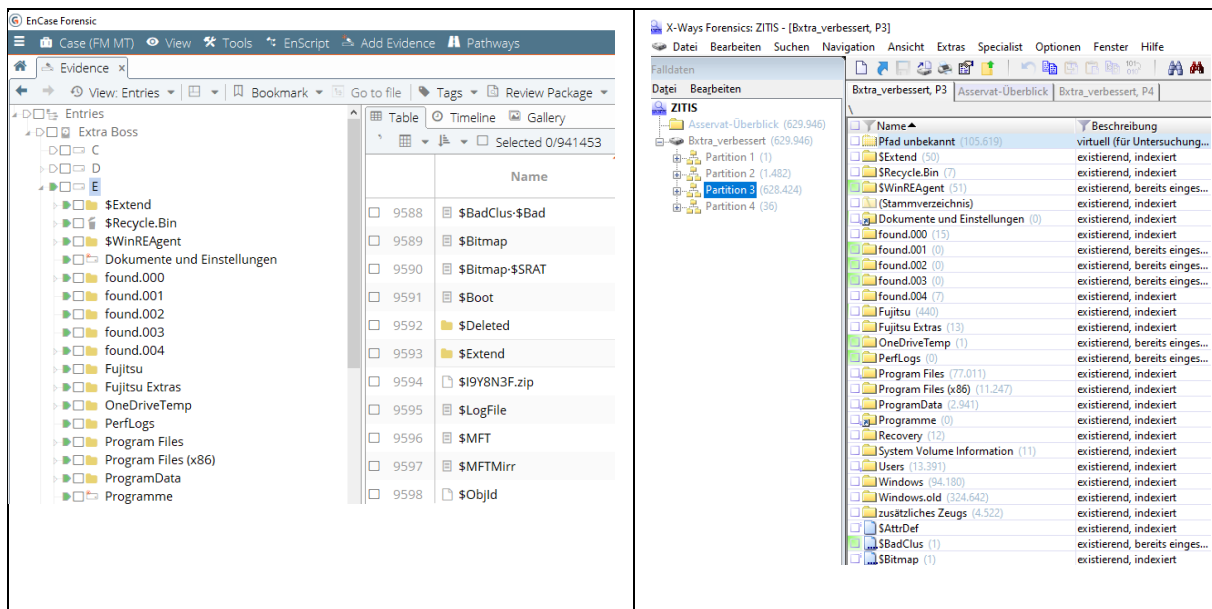 EnCase Forensic
Case (FM MT) View Tools EnScript Add Evidence Pathways
Evidence x
View: Entries Bookmark Go to file Tags Review Package
Entries
Extra Boss
C
D
E
$Extend
$Recycle.Bin
$WinREAgent
Dokumente und Einstellungen
found.000
found.001
found.002
found.003
found.004
Fujitsu
Fujitsu Extras
OneDriveTemp
PerfLogs
Program Files
Program Files (x86)
ProgramData
Programme
Table Timeline Gallery
Selected 0/941453
Name
9588 $BadClus·$Bad
9589 $Bitmap
9590 $Bitmap·$SRAT
9591 $Boot
9592 $Deleted
9593 $Extend
9594 $I9Y8N3F.zip
9595 $LogFile
9596 $MFT
9597 $MFTMirr
9598 $ObjId
X-Ways Forensics: ZITIS - [Bxtra_verbessert, P3]
Datei Bearbeiten Suchen Navigation Ansicht Extras Specialist Optionen Fenster Hilfe
Falldaten
Datei Bearbeiten
ZITIS
Asservat-Überblick (629.946)
Bxtra_verbessert (629.946)
Partition 1 (1)
Partition 2 (1.482)
Partition 3 (628.424)
Partition 4 (36)
Bxtra_verbessert, P3 Asservat-Überblick Bxtra_verbessert, P4
\
Name Beschreibung
Pfad unbekannt (105.619) virtuell (für Untersuchung...
$Extend (50) existierend, indexiert
$Recycle.Bin (7) existierend, indexiert
$WinREAgent (51) existierend, bereits einges...
(Stammverzeichnis) existierend, indexiert
Dokumente und Einstellungen (0) existierend, indexiert
found.000 (15) existierend, indexiert
found.001 (0) existierend, bereits einges...
found.002 (0) existierend, bereits einges...
found.003 (0) existierend, bereits einges...
found.004 (7) existierend, indexiert
Fujitsu (440) existierend, indexiert
Fujitsu Extras (13) existierend, indexiert
OneDriveTemp (1) existierend, bereits einges...
PerfLogs (0) existierend, bereits einges...
Program Files (77.011) existierend, indexiert
Program Files (x86) (11.247) existierend, indexiert
ProgramData (2.941) existierend, indexiert
Programme (0) existierend, indexiert
Recovery (12) existierend, indexiert
System Volume Information (11) existierend, indexiert
Users (13.391) existierend, indexiert
Windows (94.180) existierend, indexiert
Windows.old (324.642) existierend, indexiert
zusätzliches Zeugs (4.522) existierend, indexiert
$AttrDef existierend, indexiert
$BadClus (1) existierend, bereits einges...
$Bitmap (1) existierend, indexiert